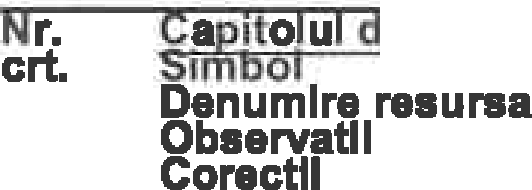 Nr. Capitolul d
crt. Simbol
Denumire resursa
Observatii
Corectii